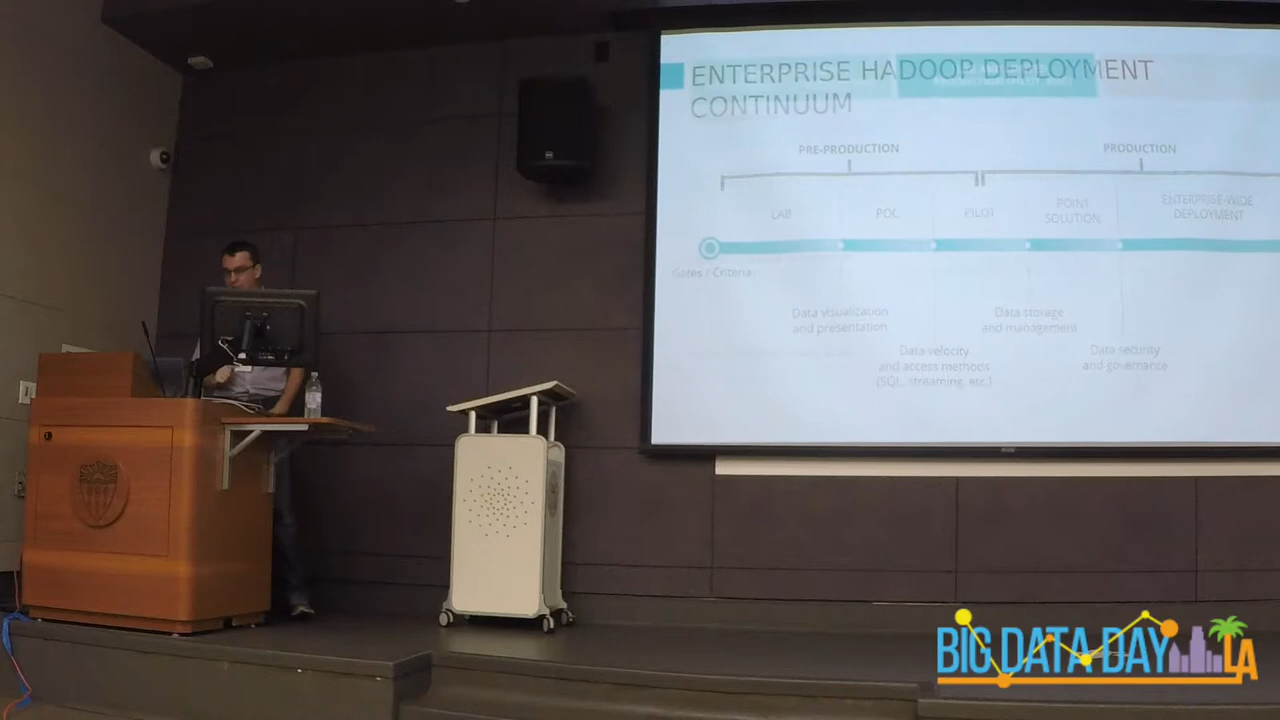 ENTERPRISE HADOOP DEPLOYMENT
CONTINUUM
PRE-PRODUCTION
PRODUCTION
LAB
POC
PILOT
POINT
SOLUTION
ENTERPRISE-WIDE
DEPLOYMENT
Gates / Criteria
Data visualization
and presentation
Data storage
and management
Data velocity
and access methods
(SQL, streaming, etc.)
Data security
and governance
BIG DATA DAY LA